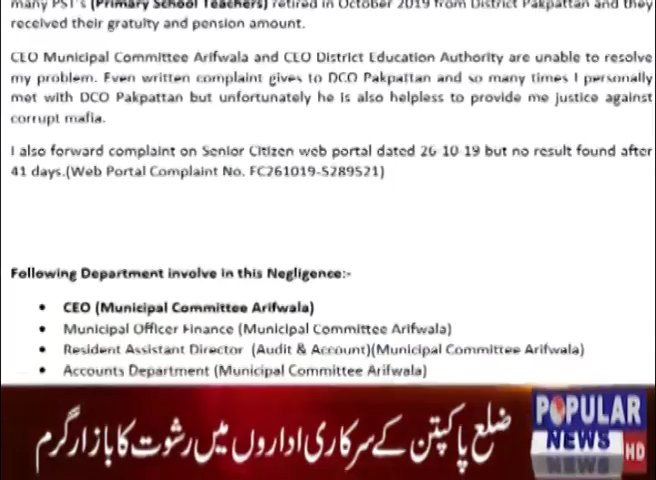 many PST's (Primary School Teachers) retired in October 2019 from District Pakpattan and they
received their gratuity and pension amount.
CEO Municipal Committee Arifwala and CEO District Education Authority are unable to resolve
my problem. Even written complaint gives to DCO Pakpattan and so many times I personally
met with DCO Pakpattan but unfortunately he is also helpless to provide me justice against
corrupt mafia.
I also forward complaint on Senior Citizen web portal dated 26-10-19 but no result found after
41 days.(Web Portal Complaint No. FC261019-5289521)
Following Department involve in this Negligence:-
• CEO (Municipal Committee Arifwala)
• Municipal Officer Finance (Municipal Committee Arifwala)
• Resident Assistant Director (Audit & Account)(Municipal Committee Arifwala)
• Accounts Department (Municipal Committee Arifwala)
ضلع پاکپتن کے سرکاری اداروں میں رشوت کا بازار گرم
POPULAR
NEWS
HD